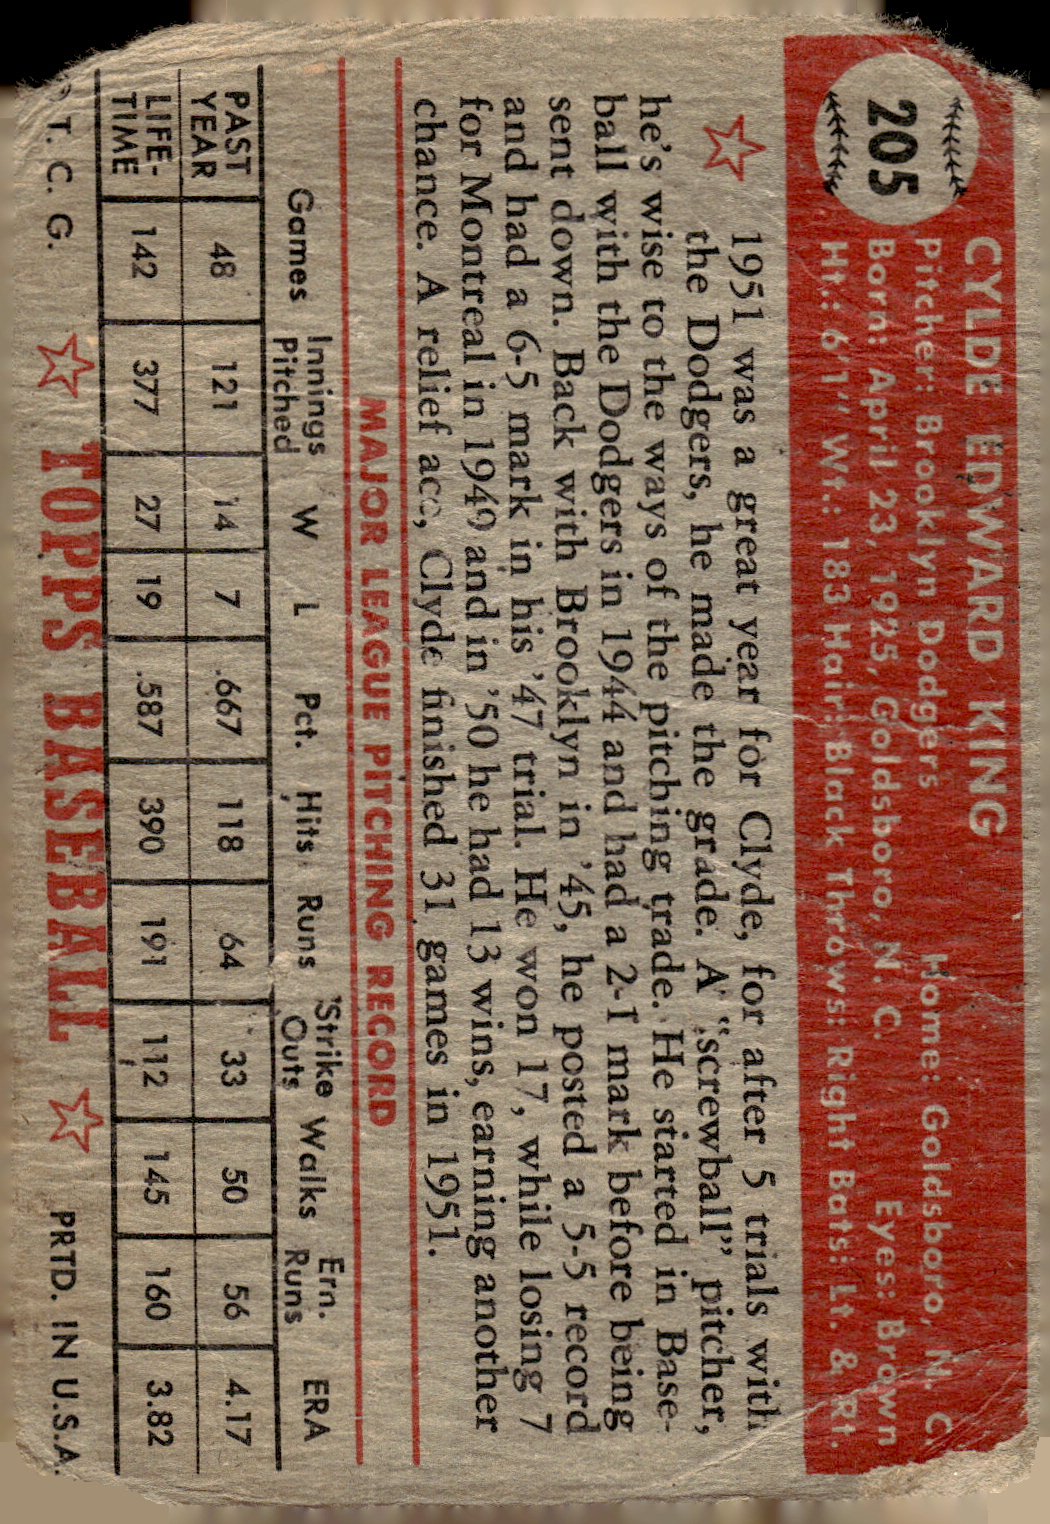 205
CYLDE EDWARD KING
Pitcher: Brooklyn Dodgers Home: Goldsboro, N. C.
Born: April 23, 1925, Goldsboro, N. C. Eyes: Brown
Ht.: 6'1" Wt.: 183 Hair: Black Throws: Right Bats: Lt. & Rt.
1951 was a great year for Clyde, for after 5 trials with
the Dodgers, he made the grade. A "screwball" pitcher,
he's wise to the ways of the pitching trade. He started in Base-
ball with the Dodgers in 1944 and had a 2-1 mark before being
sent down. Back with Brooklyn in '45, he posted a 5-5 record
and had a 6-5 mark in his '47 trial. He won 17, while losing 7
for Montreal in 1949 and in '50 he had 13 wins, earning another
chance. A relief ace, Clyde finished 31 games in 1951.
MAJOR LEAGUE PITCHING RECORD
Games Innings Pitched W L Pct. Hits Runs Strike Outs Walks Ern. Runs ERA
PAST YEAR 48 121 14 7 .667 118 64 33 50 56 4.17
LIFE-TIME 142 377 27 19 .587 390 191 112 145 160 3.82
T. C. G. TOPPS BASEBALL PRTD. IN U.S.A.